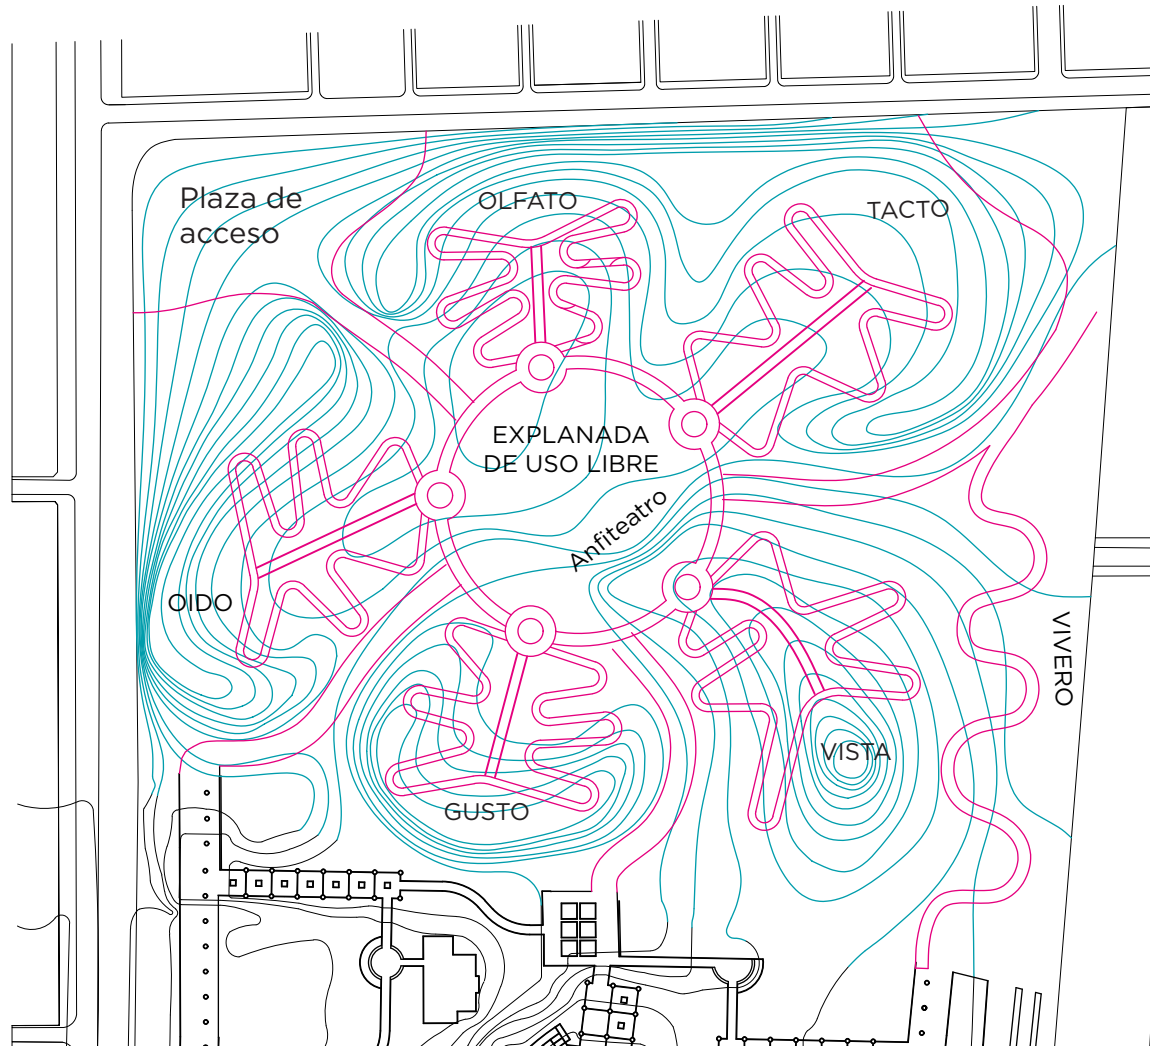 Plaza de
acceso
OLFATO
TACTO
EXPLANADA
DE USO LIBRE
Anfiteatro
OIDO
VIVERO
VISTA
GUSTO